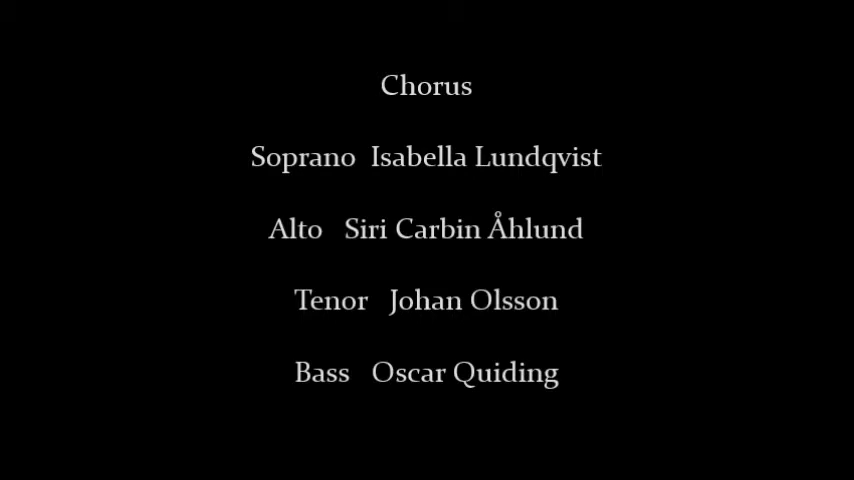 Chorus
Soprano Isabella Lundqvist
Alto Siri Carbin Åhlund
Tenor Johan Olsson
Bass Oscar Quiding